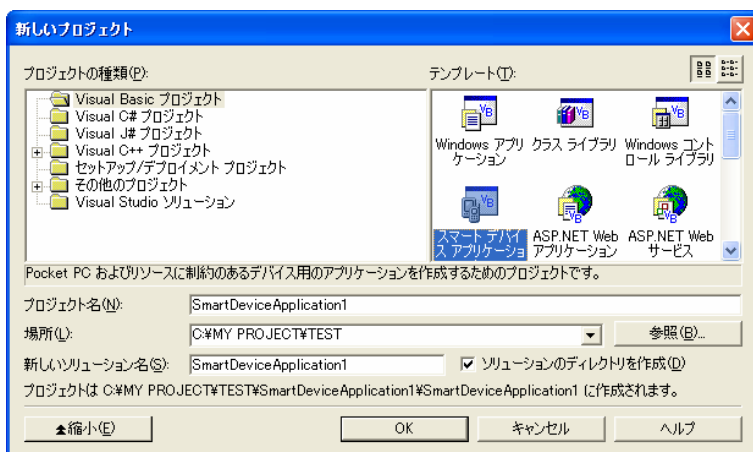 新しいプロジェクト
プロジェクトの種類(P):
テンプレート(T):
Visual Basic プロジェクト
Visual C# プロジェクト
Visual J# プロジェクト
Visual C++ プロジェクト
セットアップ/デプロイメント プロジェクト
その他のプロジェクト
Visual Studio ソリューション
Windows アプリ
ケーション
クラス ライブラリ
Windows コント
ロール ライブラリ
スマート デバイ
ス アプリケーショ
ASP.NET Web
アプリケーション
ASP.NET Web
サービス
Pocket PC およびリソースに制約のあるデバイス用のアプリケーションを作成するためのプロジェクトです。
プロジェクト名(N):
SmartDeviceApplication1
場所(L):
C:¥MY PROJECT¥TEST
参照(B)...
新しいソリューション名(S):
SmartDeviceApplication1
ソリューションのディレクトリを作成(D)
プロジェクトは C:¥MY PROJECT¥TEST¥SmartDeviceApplication1¥SmartDeviceApplication1 に作成されます。
縮小(E)
OK
キャンセル
ヘルプ